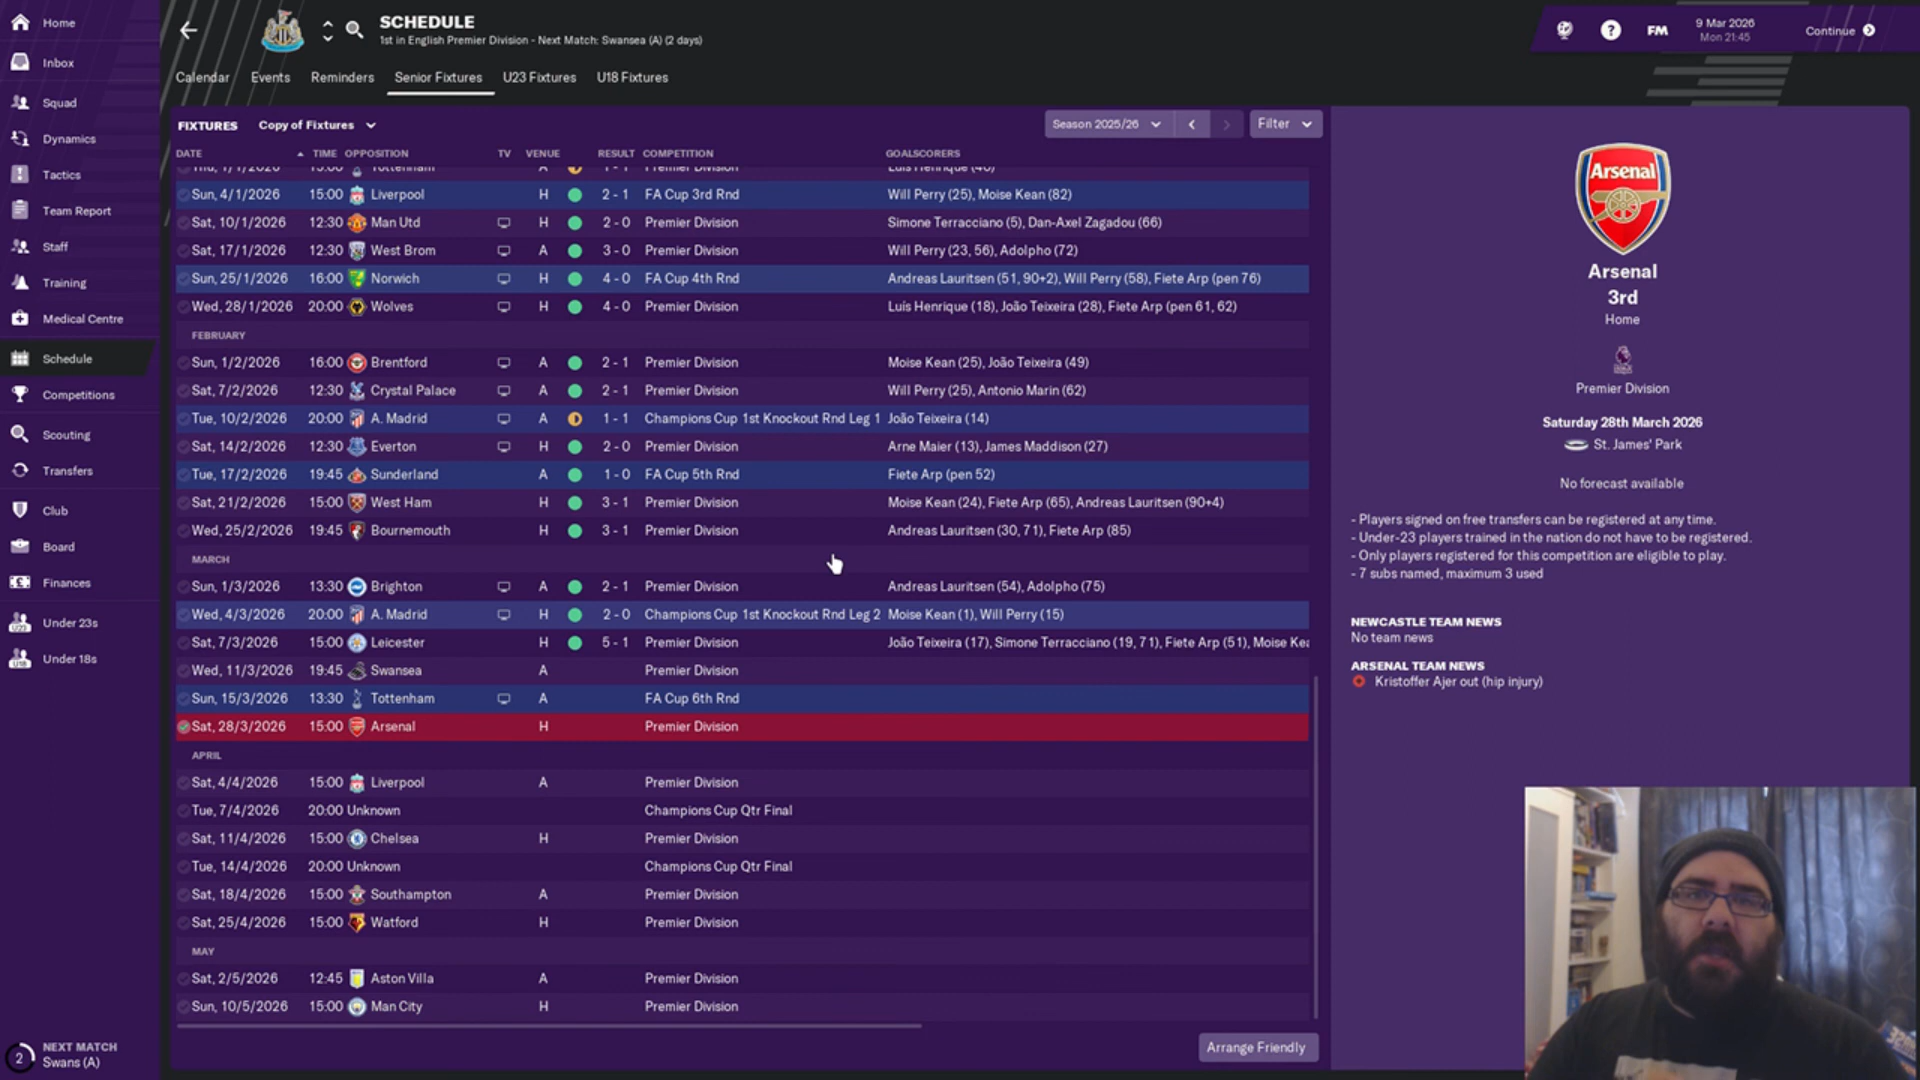 Home
Inbox
Squad
Dynamics
Tactics
Team Report
Staff
Training
Medical Centre
Schedule
Competitions
Scouting
Transfers
Club
Board
Finances
Under 23s
Under 18s
2 NEXT MATCH
Swans (A)
SCHEDULE
1st in English Premier Division - Next Match: Swansea (A) (2 days)
FM 9 Mar 2026 Continue
Mon 21:45
Calendar Events Reminders Senior Fixtures U23 Fixtures U18 Fixtures
FIXTURES Copy of Fixtures Season 2025/26 Filter
DATE TIME OPPOSITION TV VENUE RESULT COMPETITION GOALSCORERS
Thu, 1/1/2026 15:00 Tottenham A 1 - 1 Premier Division Luís Henrique (40)
Sun, 4/1/2026 15:00 Liverpool H 2 - 1 FA Cup 3rd Rnd Will Perry (25), Moise Kean (82)
Sat, 10/1/2026 12:30 Man Utd H 2 - 0 Premier Division Simone Terracciano (5), Dan-Axel Zagadou (66)
Sat, 17/1/2026 12:30 West Brom A 3 - 0 Premier Division Will Perry (23, 56), Adolpho (72)
Sun, 25/1/2026 16:00 Norwich H 4 - 0 FA Cup 4th Rnd Andreas Lauritsen (51, 90+2), Will Perry (58), Fiete Arp (pen 76)
Wed, 28/1/2026 20:00 Wolves H 4 - 0 Premier Division Luís Henrique (18), João Teixeira (28), Fiete Arp (pen 61, 62)
FEBRUARY
Sun, 1/2/2026 16:00 Brentford A 2 - 1 Premier Division Moise Kean (25), João Teixeira (49)
Sat, 7/2/2026 12:30 Crystal Palace A 2 - 1 Premier Division Will Perry (25), Antonio Marin (62)
Tue, 10/2/2026 20:00 A. Madrid A 1 - 1 Champions Cup 1st Knockout Rnd Leg 1 João Teixeira (14)
Sat, 14/2/2026 12:30 Everton H 2 - 0 Premier Division Arne Maier (13), James Maddison (27)
Tue, 17/2/2026 19:45 Sunderland A 1 - 0 FA Cup 5th Rnd Fiete Arp (pen 52)
Sat, 21/2/2026 15:00 West Ham H 3 - 1 Premier Division Moise Kean (24), Fiete Arp (65), Andreas Lauritsen (90+4)
Wed, 25/2/2026 19:45 Bournemouth H 3 - 1 Premier Division Andreas Lauritsen (30, 71), Fiete Arp (85)
MARCH
Sun, 1/3/2026 13:30 Brighton A 2 - 1 Premier Division Andreas Lauritsen (54), Adolpho (75)
Wed, 4/3/2026 20:00 A. Madrid H 2 - 0 Champions Cup 1st Knockout Rnd Leg 2 Moise Kean (1), Will Perry (15)
Sat, 7/3/2026 15:00 Leicester H 5 - 1 Premier Division João Teixeira (17), Simone Terracciano (19, 71), Fiete Arp (51), Moise Kea
Wed, 11/3/2026 19:45 Swansea A Premier Division
Sun, 15/3/2026 13:30 Tottenham A FA Cup 6th Rnd
Sat, 28/3/2026 15:00 Arsenal H Premier Division
APRIL
Sat, 4/4/2026 15:00 Liverpool A Premier Division
Tue, 7/4/2026 20:00 Unknown Champions Cup Qtr Final
Sat, 11/4/2026 15:00 Chelsea H Premier Division
Tue, 14/4/2026 20:00 Unknown Champions Cup Qtr Final
Sat, 18/4/2026 15:00 Southampton A Premier Division
Sat, 25/4/2026 15:00 Watford H Premier Division
MAY
Sat, 2/5/2026 12:45 Aston Villa A Premier Division
Sun, 10/5/2026 15:00 Man City H Premier Division
Arrange Friendly
Arsenal
Arsenal
3rd
Home
Premier Division
Saturday 28th March 2026
St. James' Park
No forecast available
- Players signed on free transfers can be registered at any time.
- Under-23 players trained in the nation do not have to be registered.
- Only players registered for this competition are eligible to play.
- 7 subs named, maximum 3 used
NEWCASTLE TEAM NEWS
No team news
ARSENAL TEAM NEWS
Kristoffer Ajer out (hip injury)